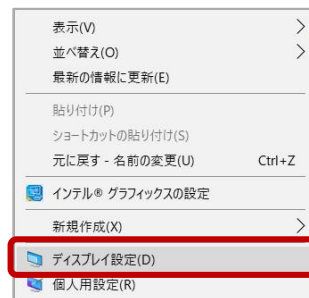 表示(V)
並べ替え(O)
最新の情報に更新(E)
貼り付け(P)
ショートカットの貼り付け(S)
元に戻す - 名前の変更(U) Ctrl+Z
インテル® グラフィックスの設定
新規作成(X)
ディスプレイ設定(D)
個人用設定(R)